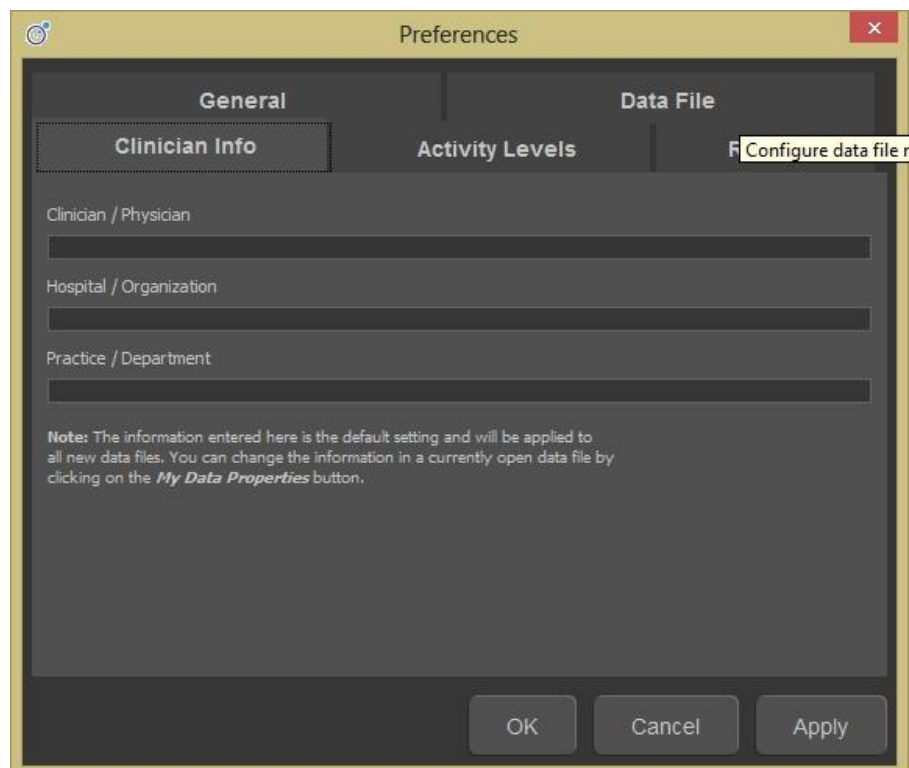 Preferences
General
Data File
Clinician Info
Activity Levels
Configure data file
Clinician / Physician
Hospital / Organization
Practice / Department
Note: The information entered here is the default setting and will be applied to
all new data files. You can change the information in a currently open data file by
clicking on the My Data Properties button.
OK
Cancel
Apply